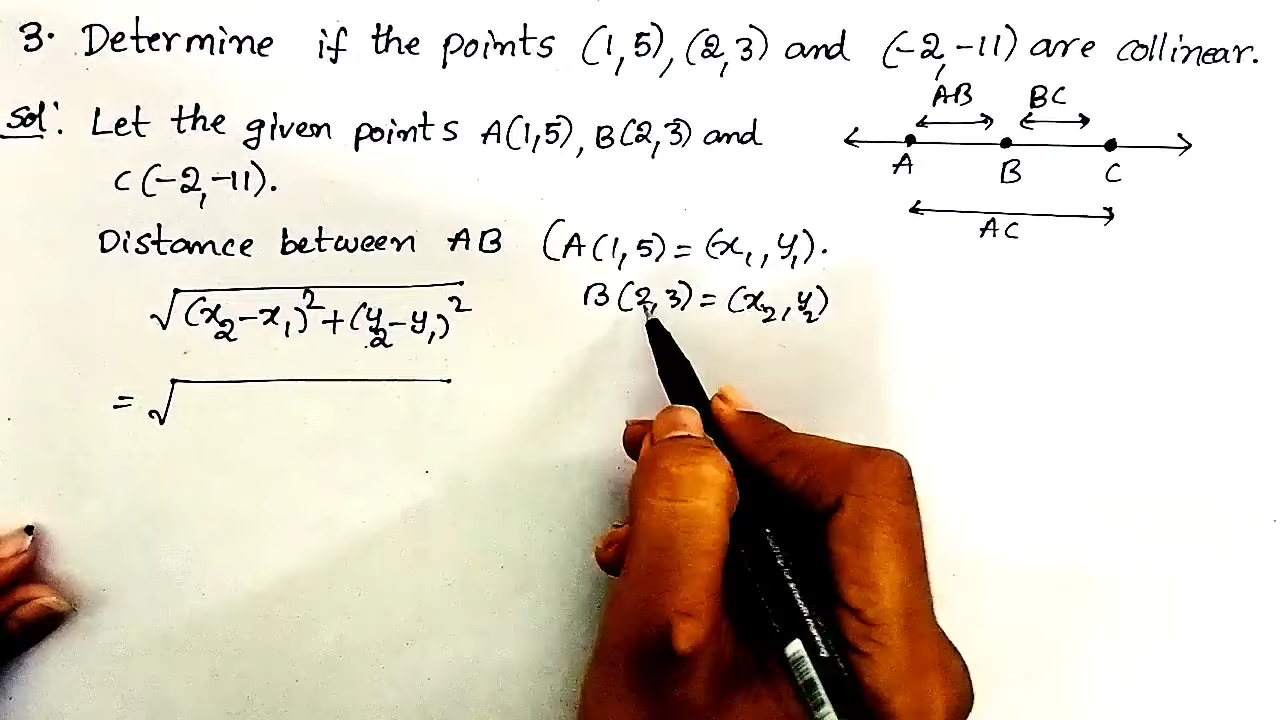 3. Determine if the points (1,5), (2,3) and (-2,-11) are collinear.
Sol: Let the given points A(1,5), B(2,3) and
C(-2,-11).
AB BC
A B C
AC
Distance between AB (A(1,5) = (x₁, y₁).
B(2,3) = (x₂, y₂)
√(x₂-x₁)²+(y₂-y₁)²
= √